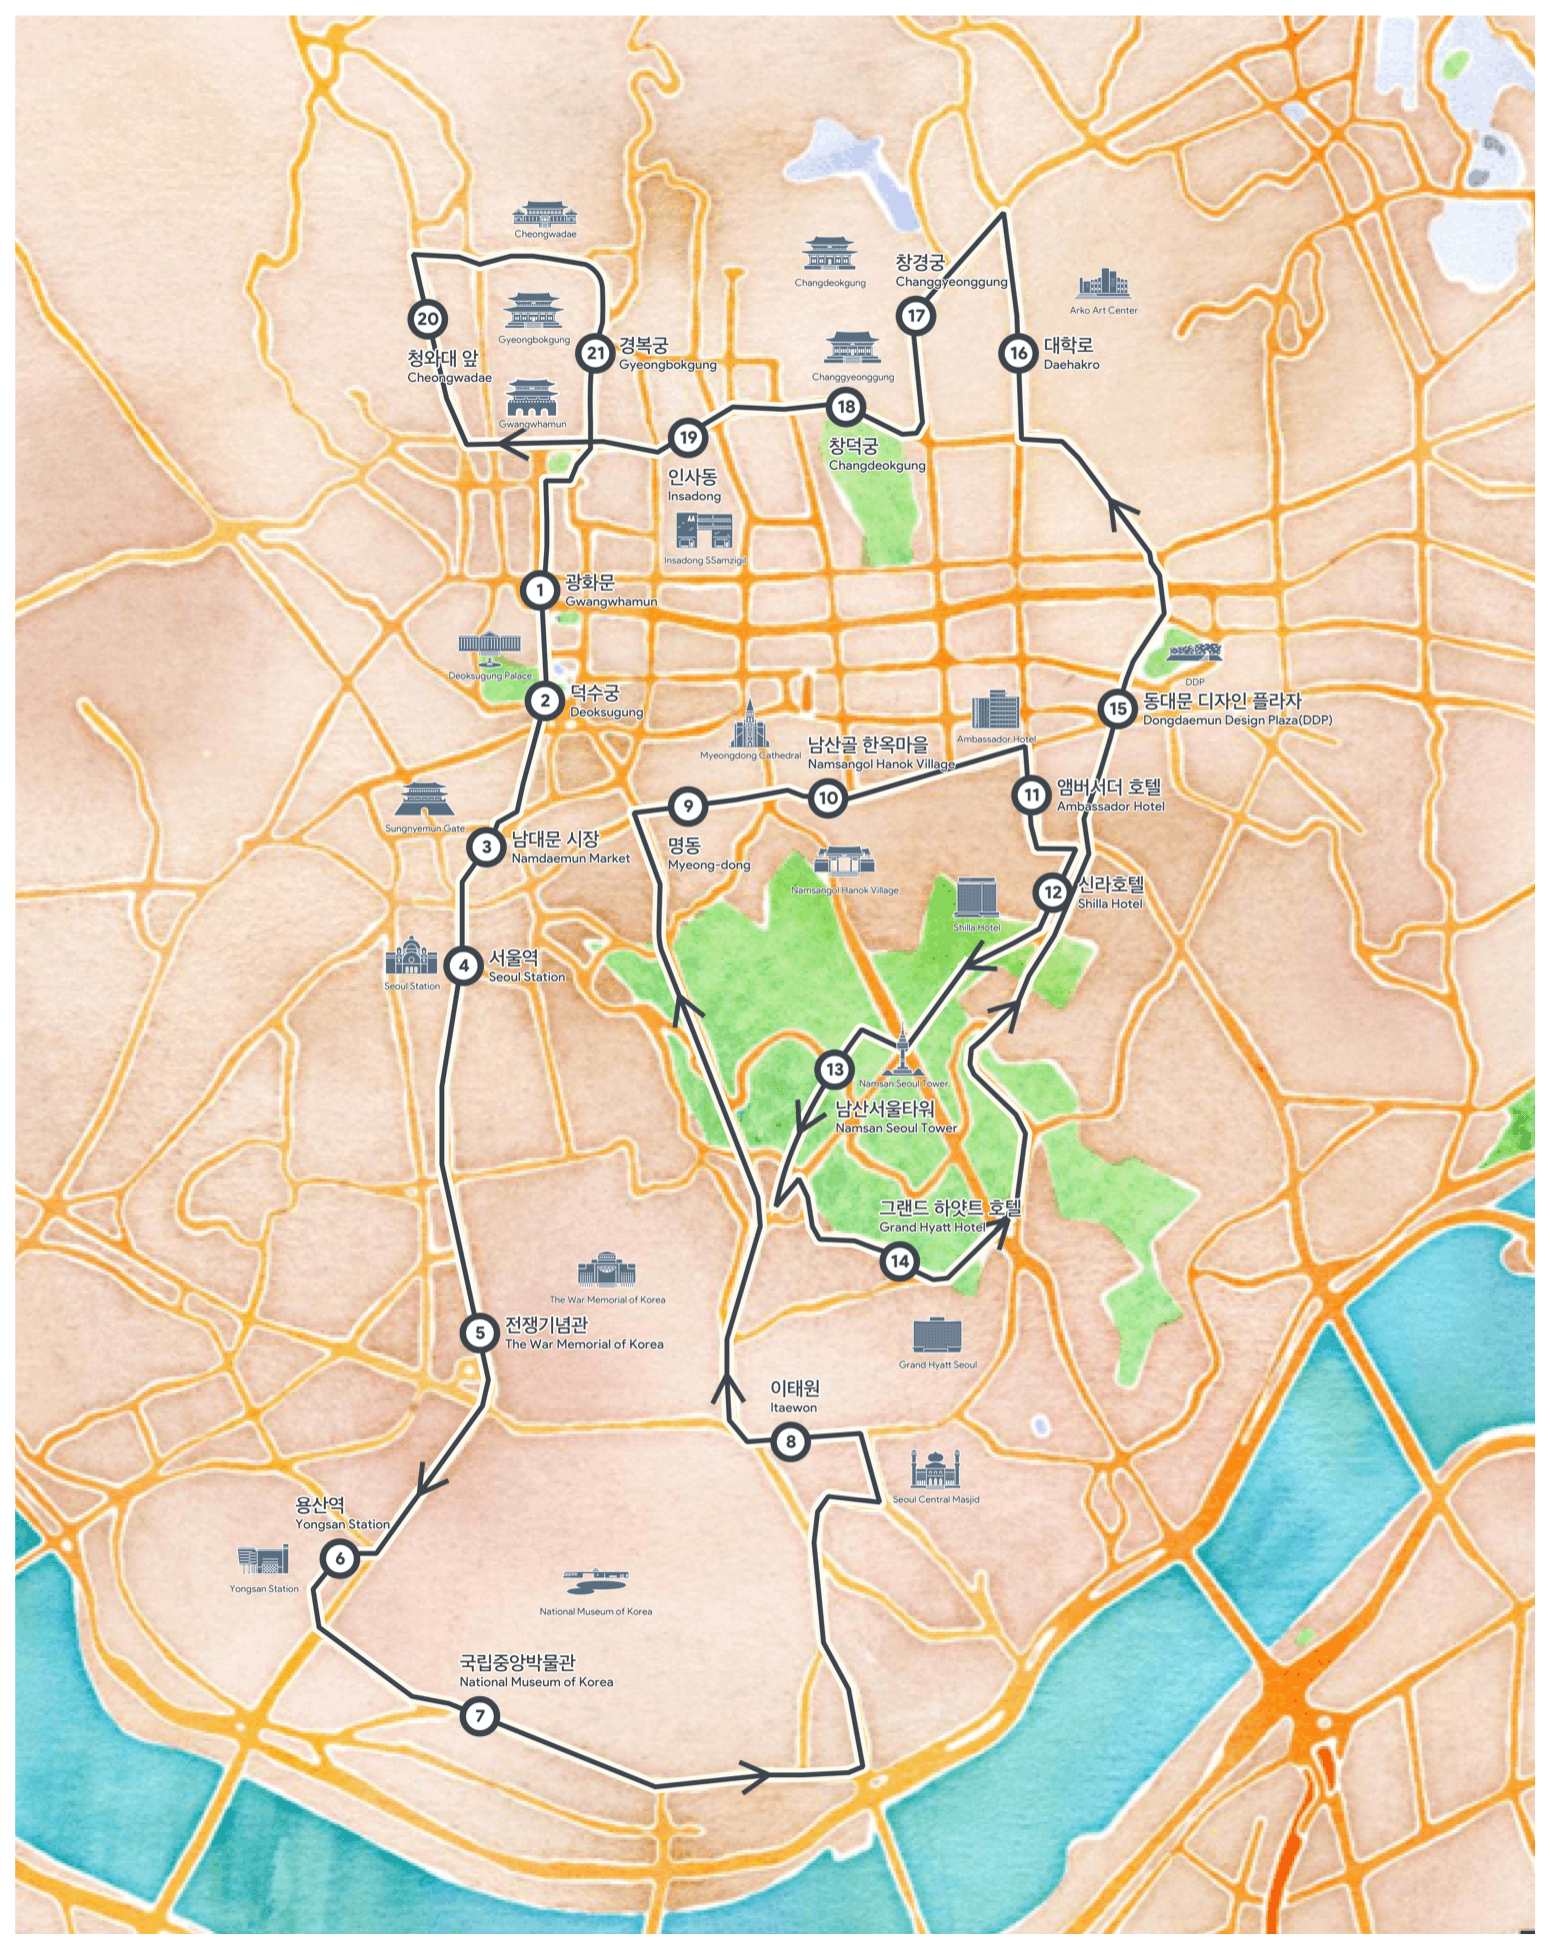 Cheongwadae
20
청와대 앞
Cheongwadae
Gyeongbokgung
Gwangwhamun
21
경복궁
Gyeongbokgung
Changdeokgung
창경궁
Changgyeonggung
17
Arko Art Center
16
대학로
Daehakro
Changgyeonggung
18
창덕궁
Changdeokgung
19
인사동
Insadong
Insadong SSamzigil
1
광화문
Gwangwhamun
Deoksugung Palace
2
덕수궁
Deoksugung
DDP
15
동대문 디자인 플라자
Dongdaemun Design Plaza(DDP)
Myeongdong Cathedral
남산골 한옥마을
Namsangol Hanok Village
10
Ambassador Hotel
11
앰버서더 호텔
Ambassador Hotel
9
명동
Myeong-dong
Sungnyemun Gate
3
남대문 시장
Namdaemun Market
Namsangol Hanok Village
Shilla Hotel
12
신라호텔
Shilla Hotel
Seoul Station
4
서울역
Seoul Station
13
Namsan Seoul Tower
남산서울타워
Namsan Seoul Tower
그랜드 하얏트 호텔
Grand Hyatt Hotel
14
Grand Hyatt Seoul
The War Memorial of Korea
5
전쟁기념관
The War Memorial of Korea
이태원
Itaewon
8
Seoul Central Masjid
용산역
Yongsan Station
6
Yongsan Station
National Museum of Korea
국립중앙박물관
National Museum of Korea
7